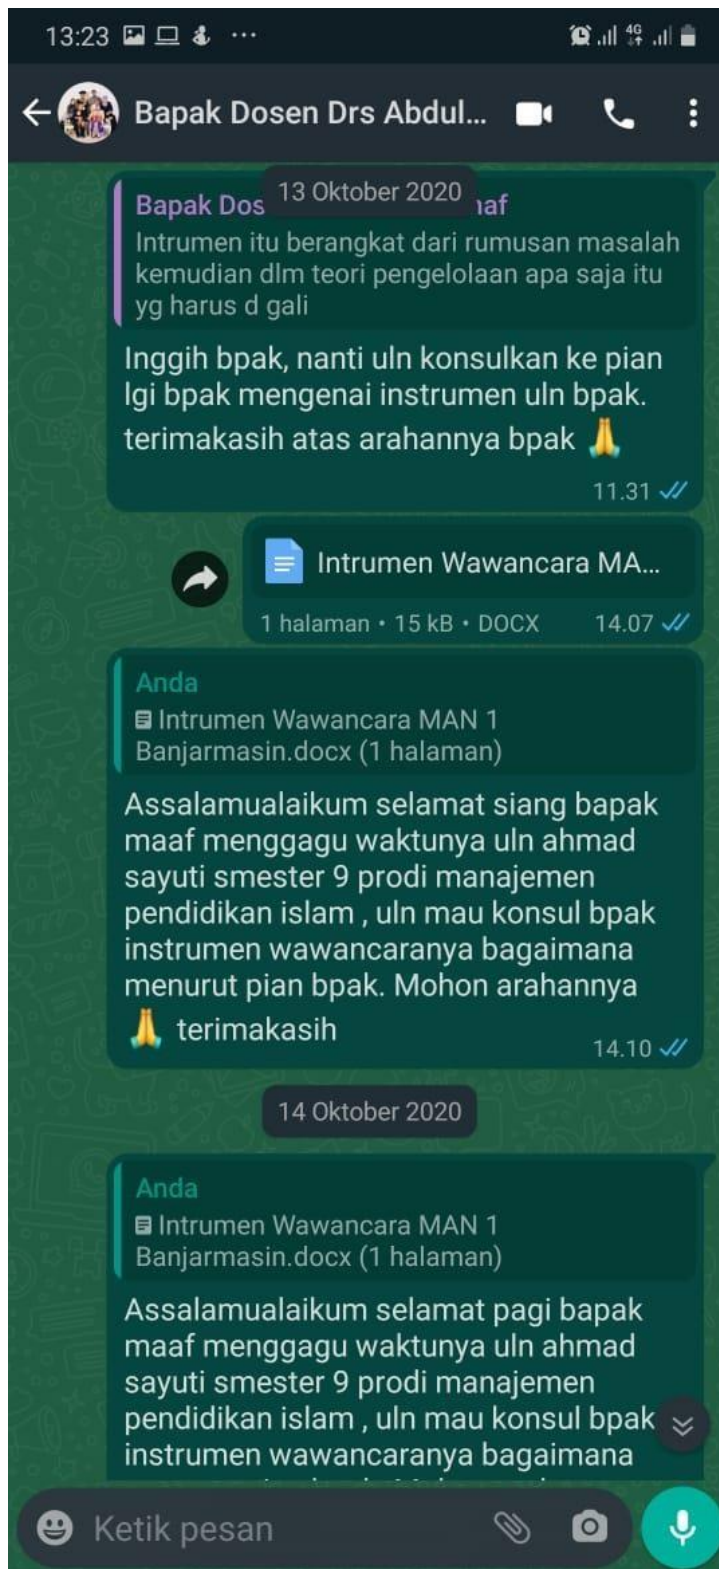 13:23
4G
Bapak Dosen Drs Abdul...
13 Oktober 2020
Bapak Dos
naf
Intrumen itu berangkat dari rumusan masalah
kemudian dlm teori pengelolaan apa saja itu
yg harus d gali
Inggih bpak, nanti uln konsulkan ke pian
lgi bpak mengenai instrumen uln bpak.
terimakasih atas arahannya bpak 🙏
11.31
Intrumen Wawancara MA...
1 halaman • 15 kB • DOCX 14.07
Anda
Intrumen Wawancara MAN 1
Banjarmasin.docx (1 halaman)
Assalamualaikum selamat siang bapak
maaf menggagu waktunya uln ahmad
sayuti smester 9 prodi manajemen
pendidikan islam , uln mau konsul bpak
instrumen wawancaranya bagaimana
menurut pian bpak. Mohon arahannya
🙏 terimakasih
14.10
14 Oktober 2020
Anda
Intrumen Wawancara MAN 1
Banjarmasin.docx (1 halaman)
Assalamualaikum selamat pagi bapak
maaf menggagu waktunya uln ahmad
sayuti smester 9 prodi manajemen
pendidikan islam , uln mau konsul bpak
instrumen wawancaranya bagaimana
Ketik pesan